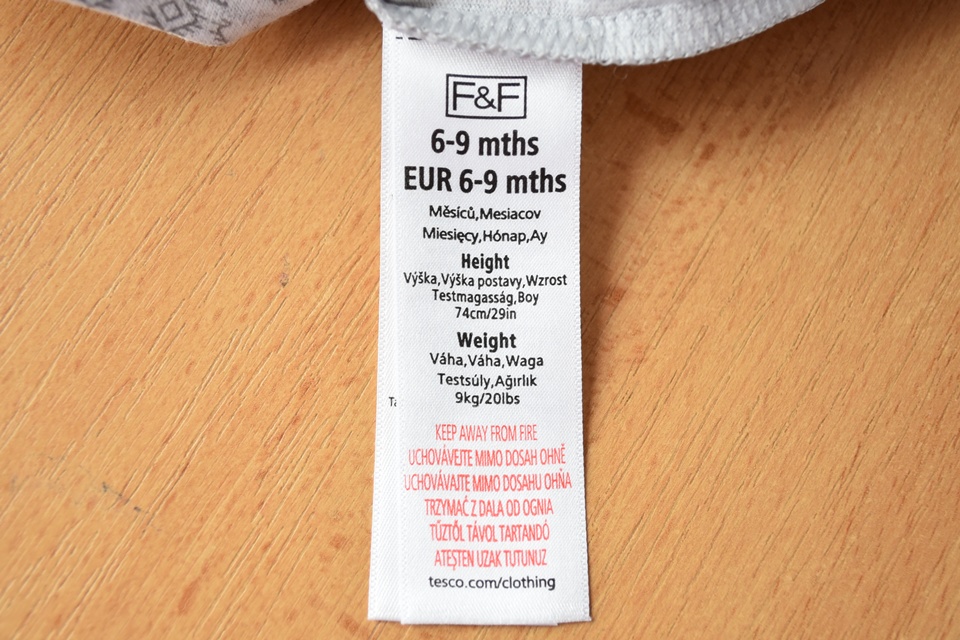 F&F
6-9 mths
EUR 6-9 mths
Měsíců,Mesiacov
Miesięcy,Hónap,Ay
Height
Výška,Výška postavy,Wzrost
Testmagasság,Boy
74cm/29in
Weight
Váha,Váha,Waga
Testsúly,Ağırlık
9kg/20lbs
KEEP AWAY FROM FIRE
UCHOVÁVEJTE MIMO DOSAH OHNĚ
UCHOVÁVAJTE MIMO DOSAHU OHŇA
TRZYMAĆ Z DALA OD OGNIA
TŰZTŐL TÁVOL TARTANDÓ
ATEŞTEN UZAK TUTUNUZ
tesco.com/clothing